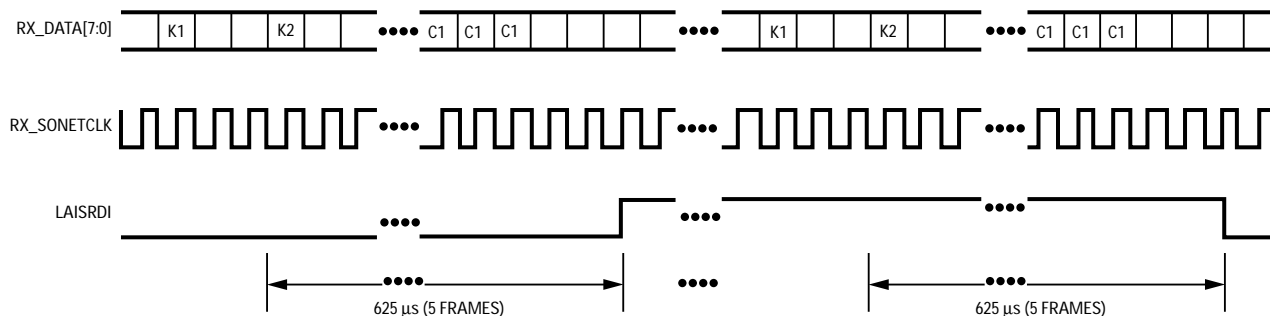 RX_DATA[7:0] K1 K2 C1 C1 C1 K1 K2 C1 C1 C1
RX_SONETCLK
LAISRDI
625 µs (5 FRAMES) 625 µs (5 FRAMES)